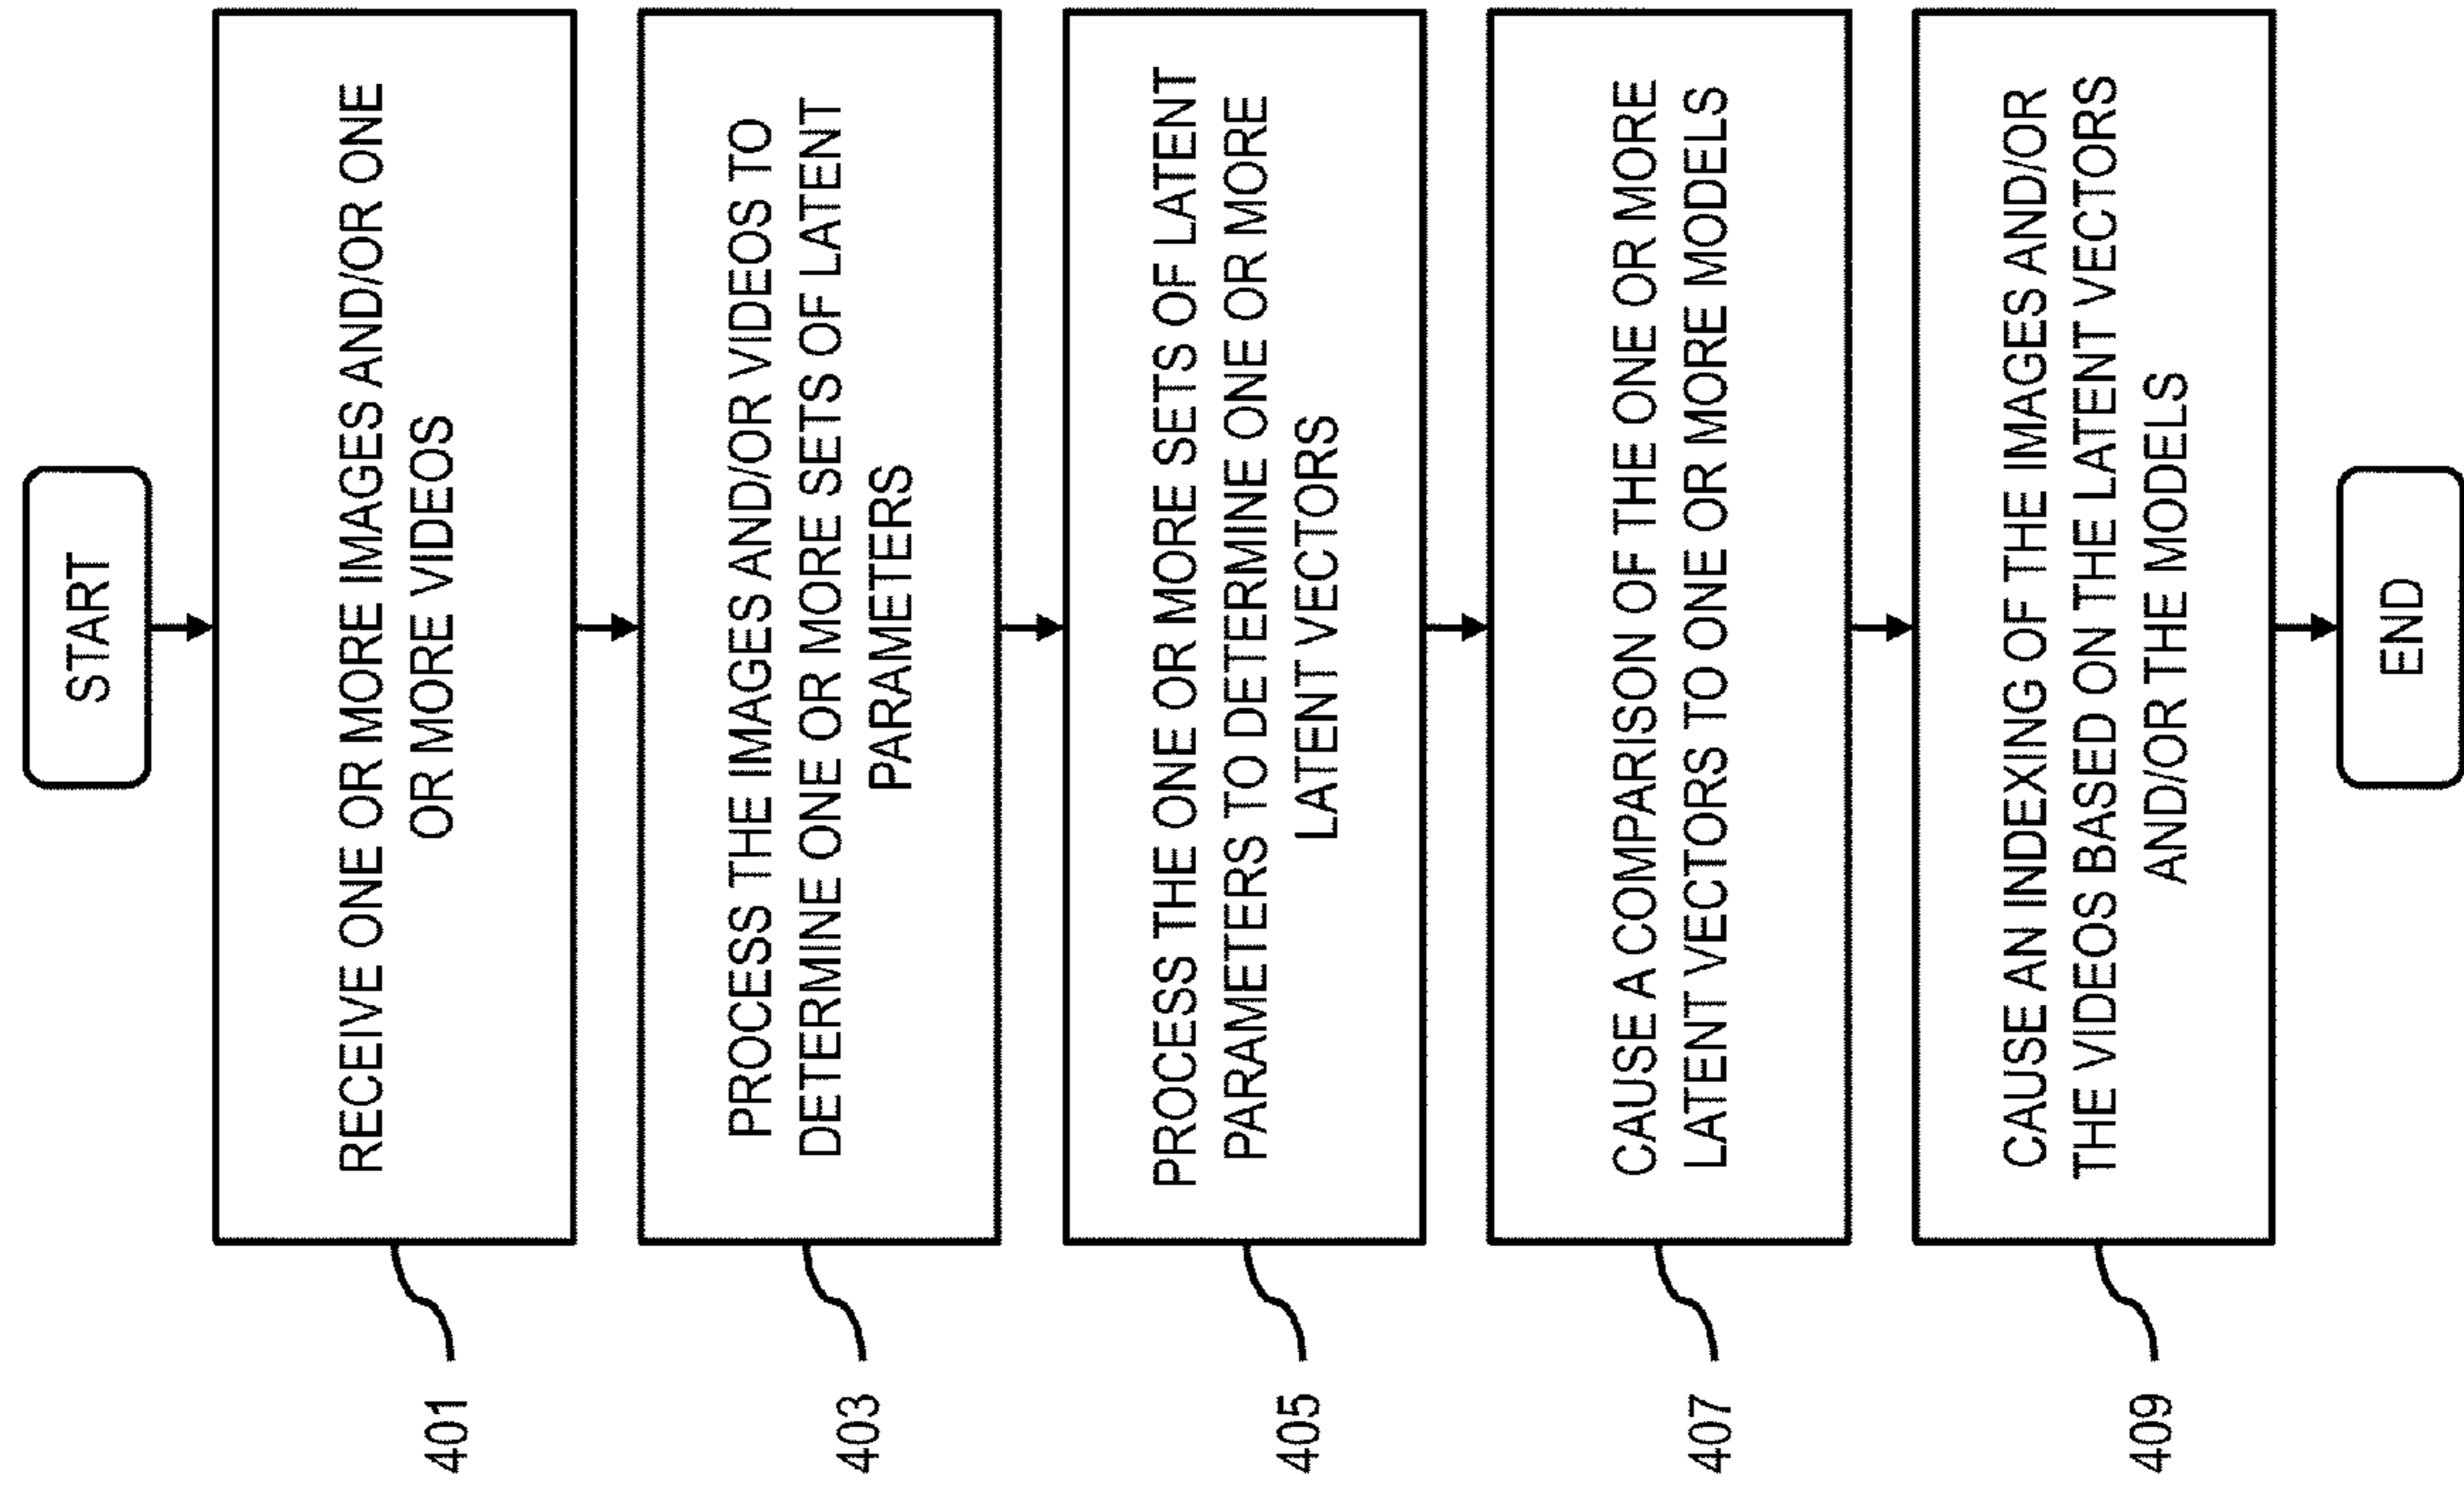 START
RECEIVE ONE OR MORE IMAGES AND/OR ONE
OR MORE VIDEOS
401
PROCESS THE IMAGES AND/OR VIDEOS TO
DETERMINE ONE OR MORE SETS OF LATENT
PARAMETERS
403
PROCESS THE ONE OR MORE SETS OF LATENT
PARAMETERS TO DETERMINE ONE OR MORE
LATENT VECTORS
405
CAUSE A COMPARISON OF THE ONE OR MORE
LATENT VECTORS TO ONE OR MORE MODELS
407
CAUSE AN INDEXING OF THE IMAGES AND/OR
THE VIDEOS BASED ON THE LATENT VECTORS
AND/OR THE MODELS
409
END